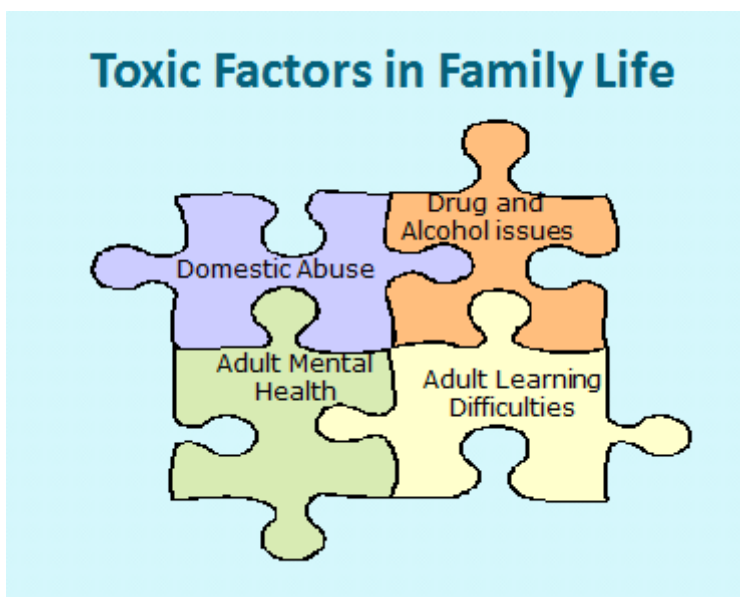 Toxic Factors in Family Life
Drug and
Alcohol issues
Domestic Abuse
Adult Mental
Health
Adult Learning
Difficulties